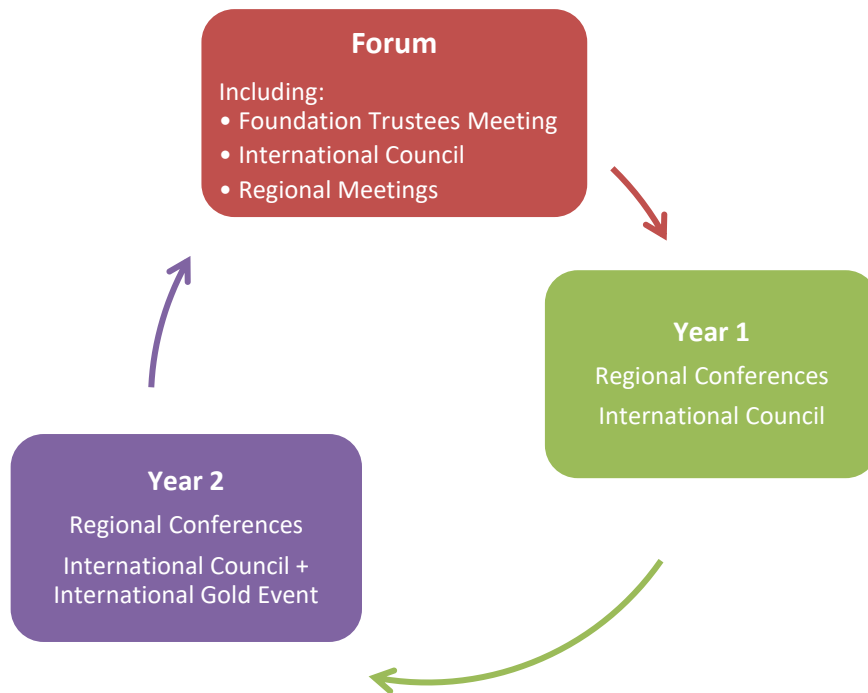 Forum
Including:
• Foundation Trustees Meeting
• International Council
• Regional Meetings
Year 1
Regional Conferences
International Council
Year 2
Regional Conferences
International Council +
International Gold Event